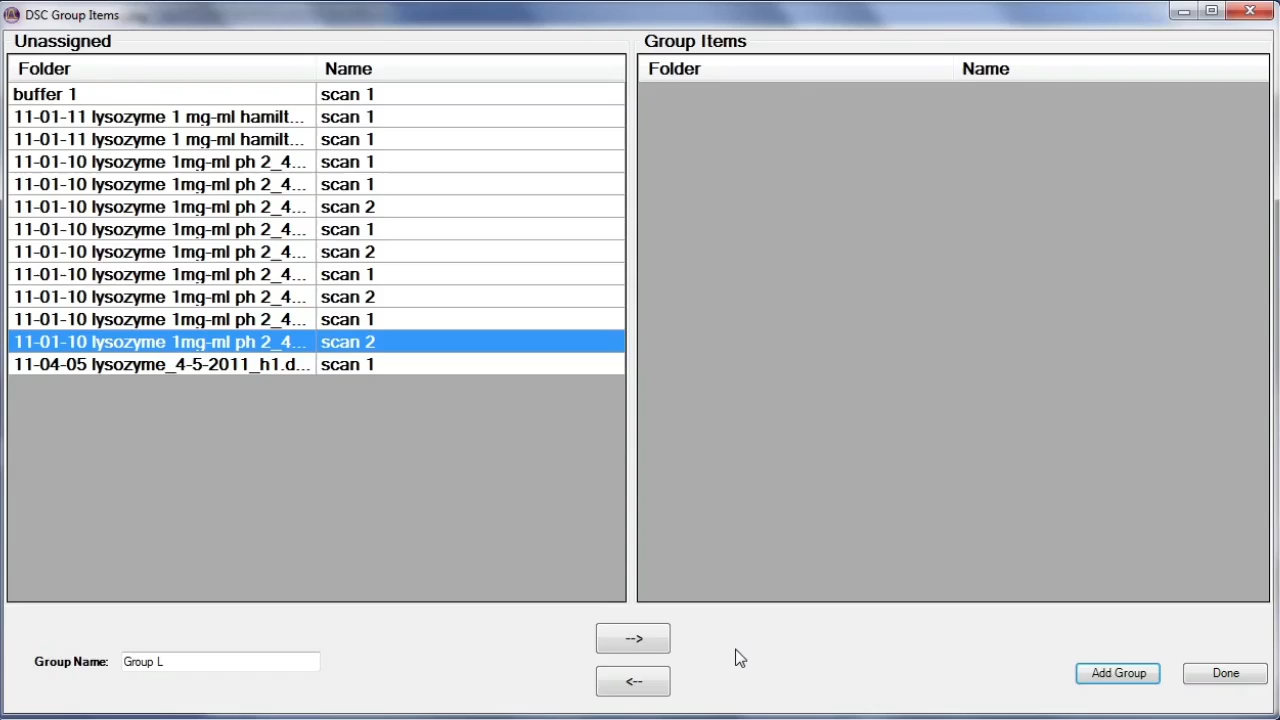 DSC Group Items
Unassigned
Folder Name
buffer 1 scan 1
11-01-11 lysozyme 1 mg-ml hamilt... scan 1
11-01-11 lysozyme 1 mg-ml hamilt... scan 1
11-01-10 lysozyme 1mg-ml ph 2_4... scan 1
11-01-10 lysozyme 1mg-ml ph 2_4... scan 1
11-01-10 lysozyme 1mg-ml ph 2_4... scan 2
11-01-10 lysozyme 1mg-ml ph 2_4... scan 1
11-01-10 lysozyme 1mg-ml ph 2_4... scan 2
11-01-10 lysozyme 1mg-ml ph 2_4... scan 1
11-01-10 lysozyme 1mg-ml ph 2_4... scan 2
11-01-10 lysozyme 1mg-ml ph 2_4... scan 1
11-01-10 lysozyme 1mg-ml ph 2_4... scan 2
11-04-05 lysozyme_4-5-2011_h1.d... scan 1
Group Items
Folder Name
-->
<--
Group Name: Group L
Add Group
Done